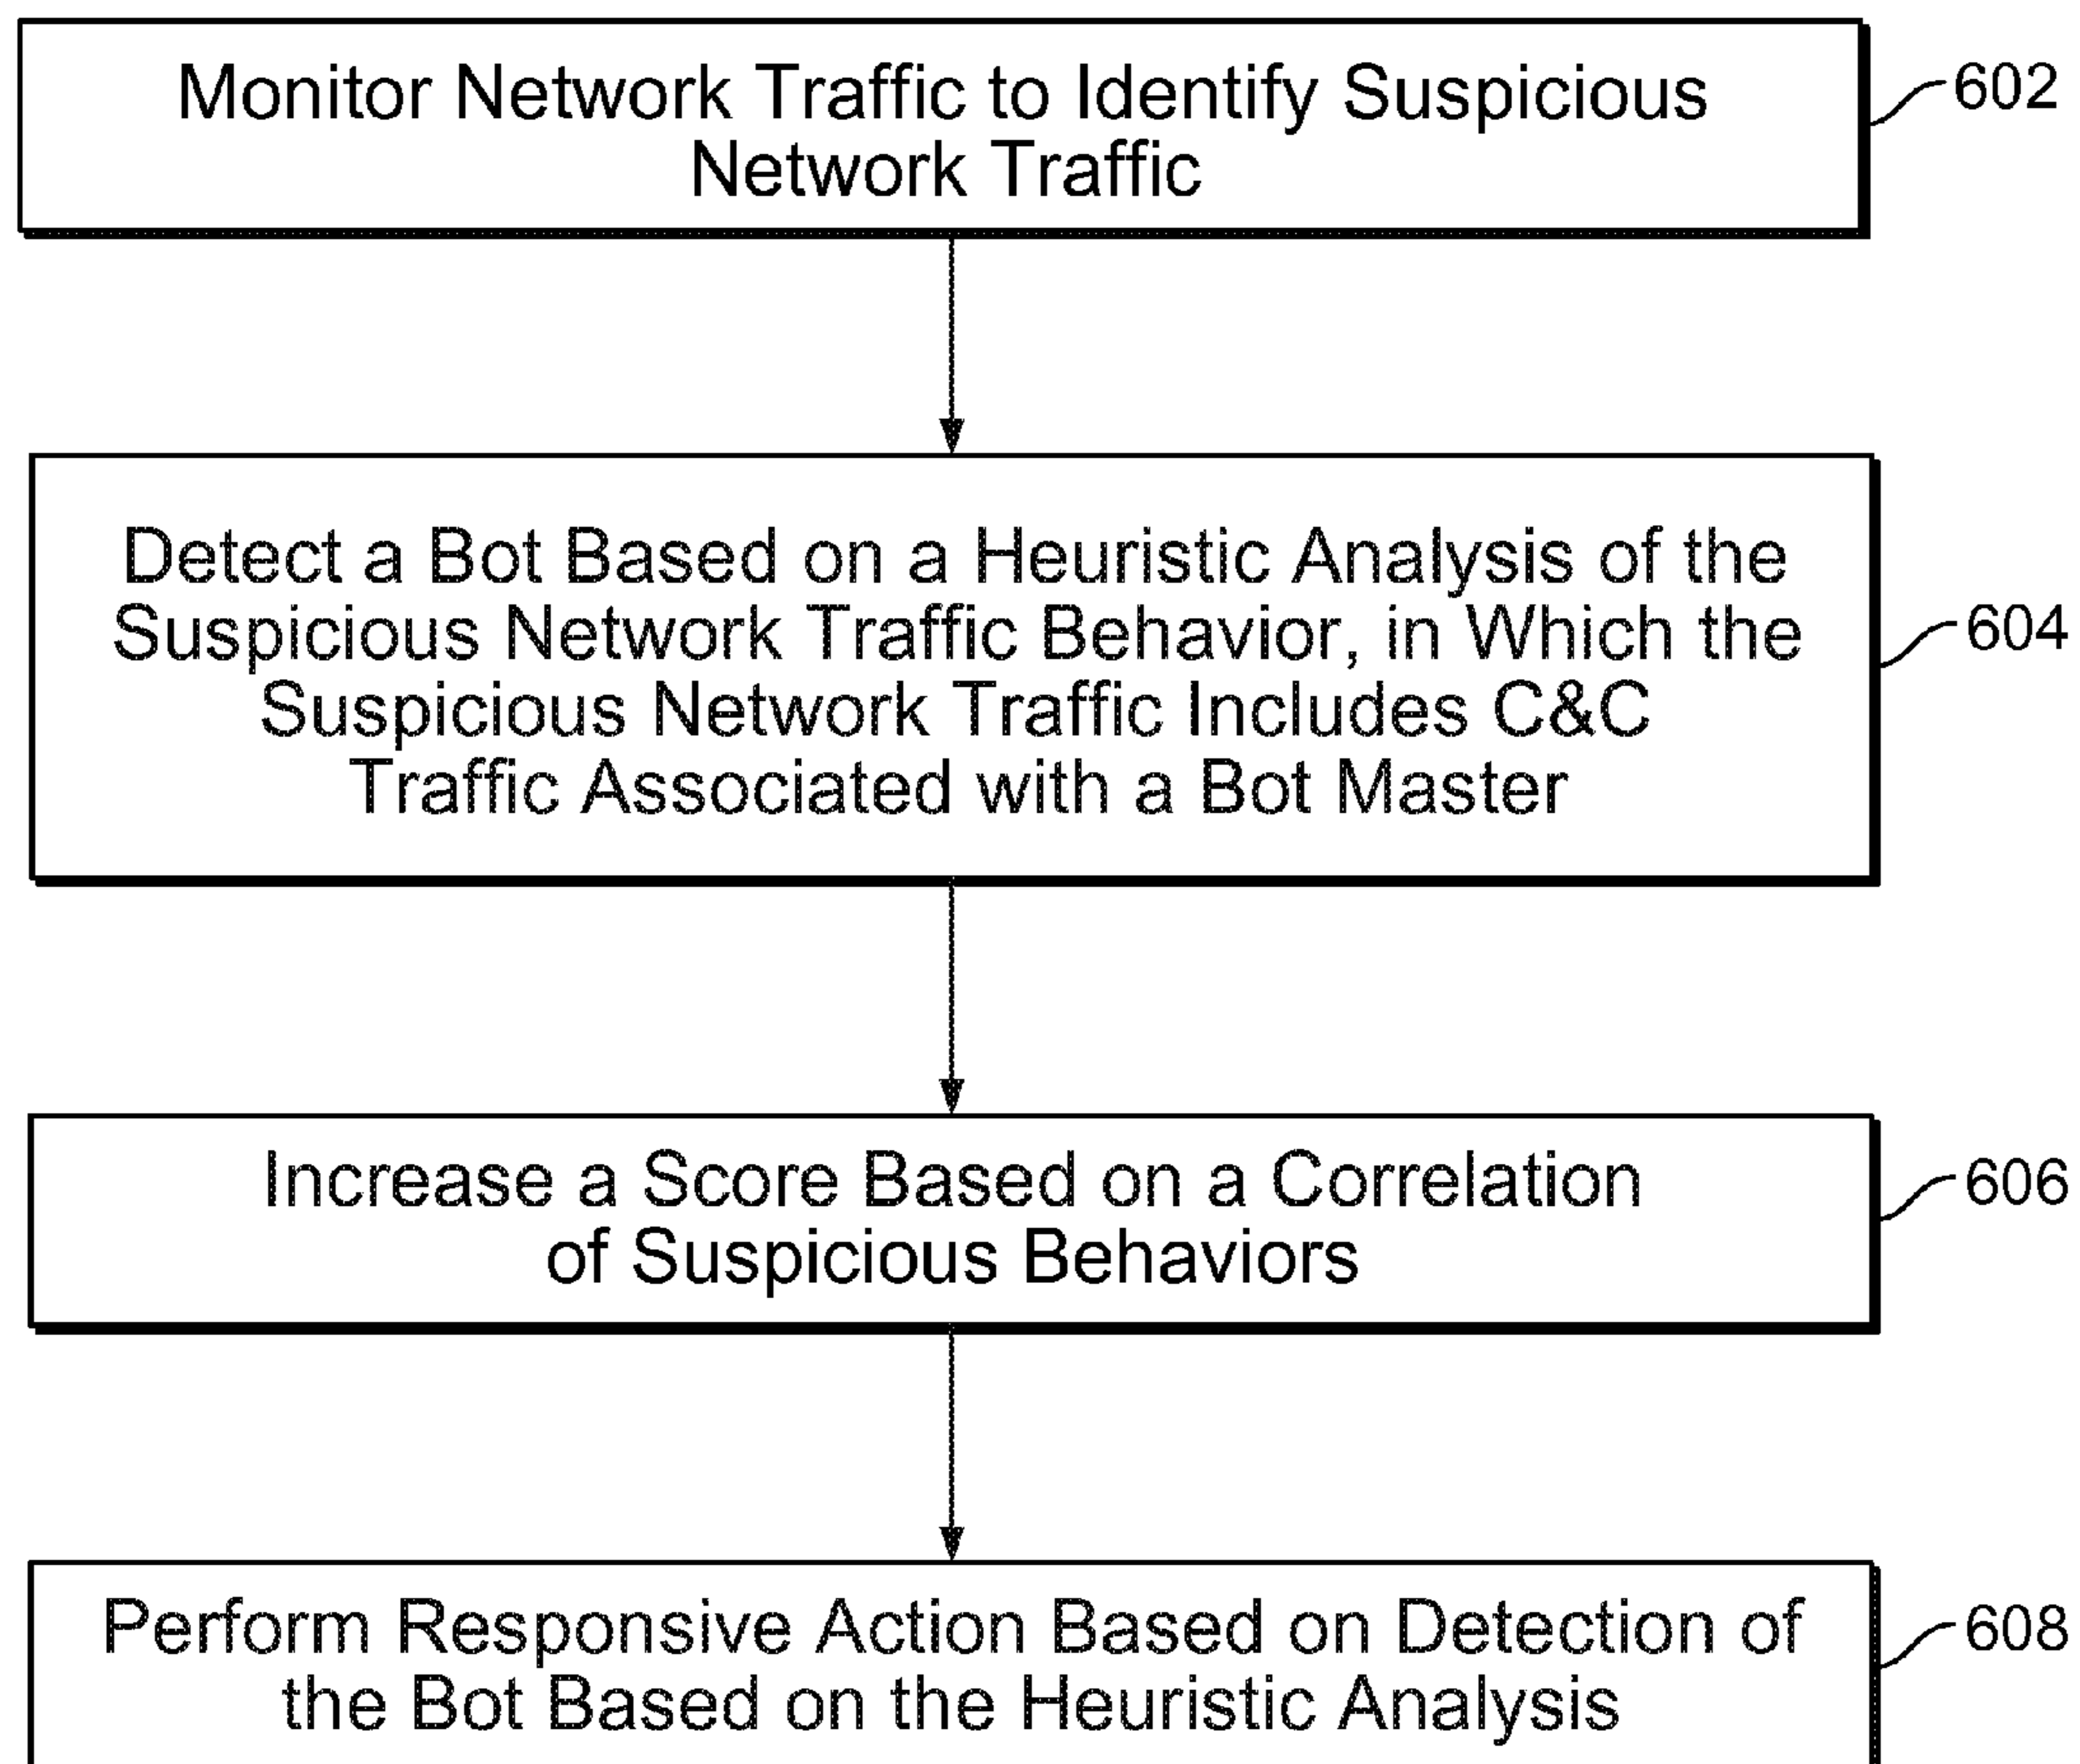 Monitor Network Traffic to Identify Suspicious
Network Traffic
602
Detect a Bot Based on a Heuristic Analysis of the
Suspicious Network Traffic Behavior, in Which the
Suspicious Network Traffic Includes C&C
Traffic Associated with a Bot Master
604
Increase a Score Based on a Correlation
of Suspicious Behaviors
606
Perform Responsive Action Based on Detection of
the Bot Based on the Heuristic Analysis
608